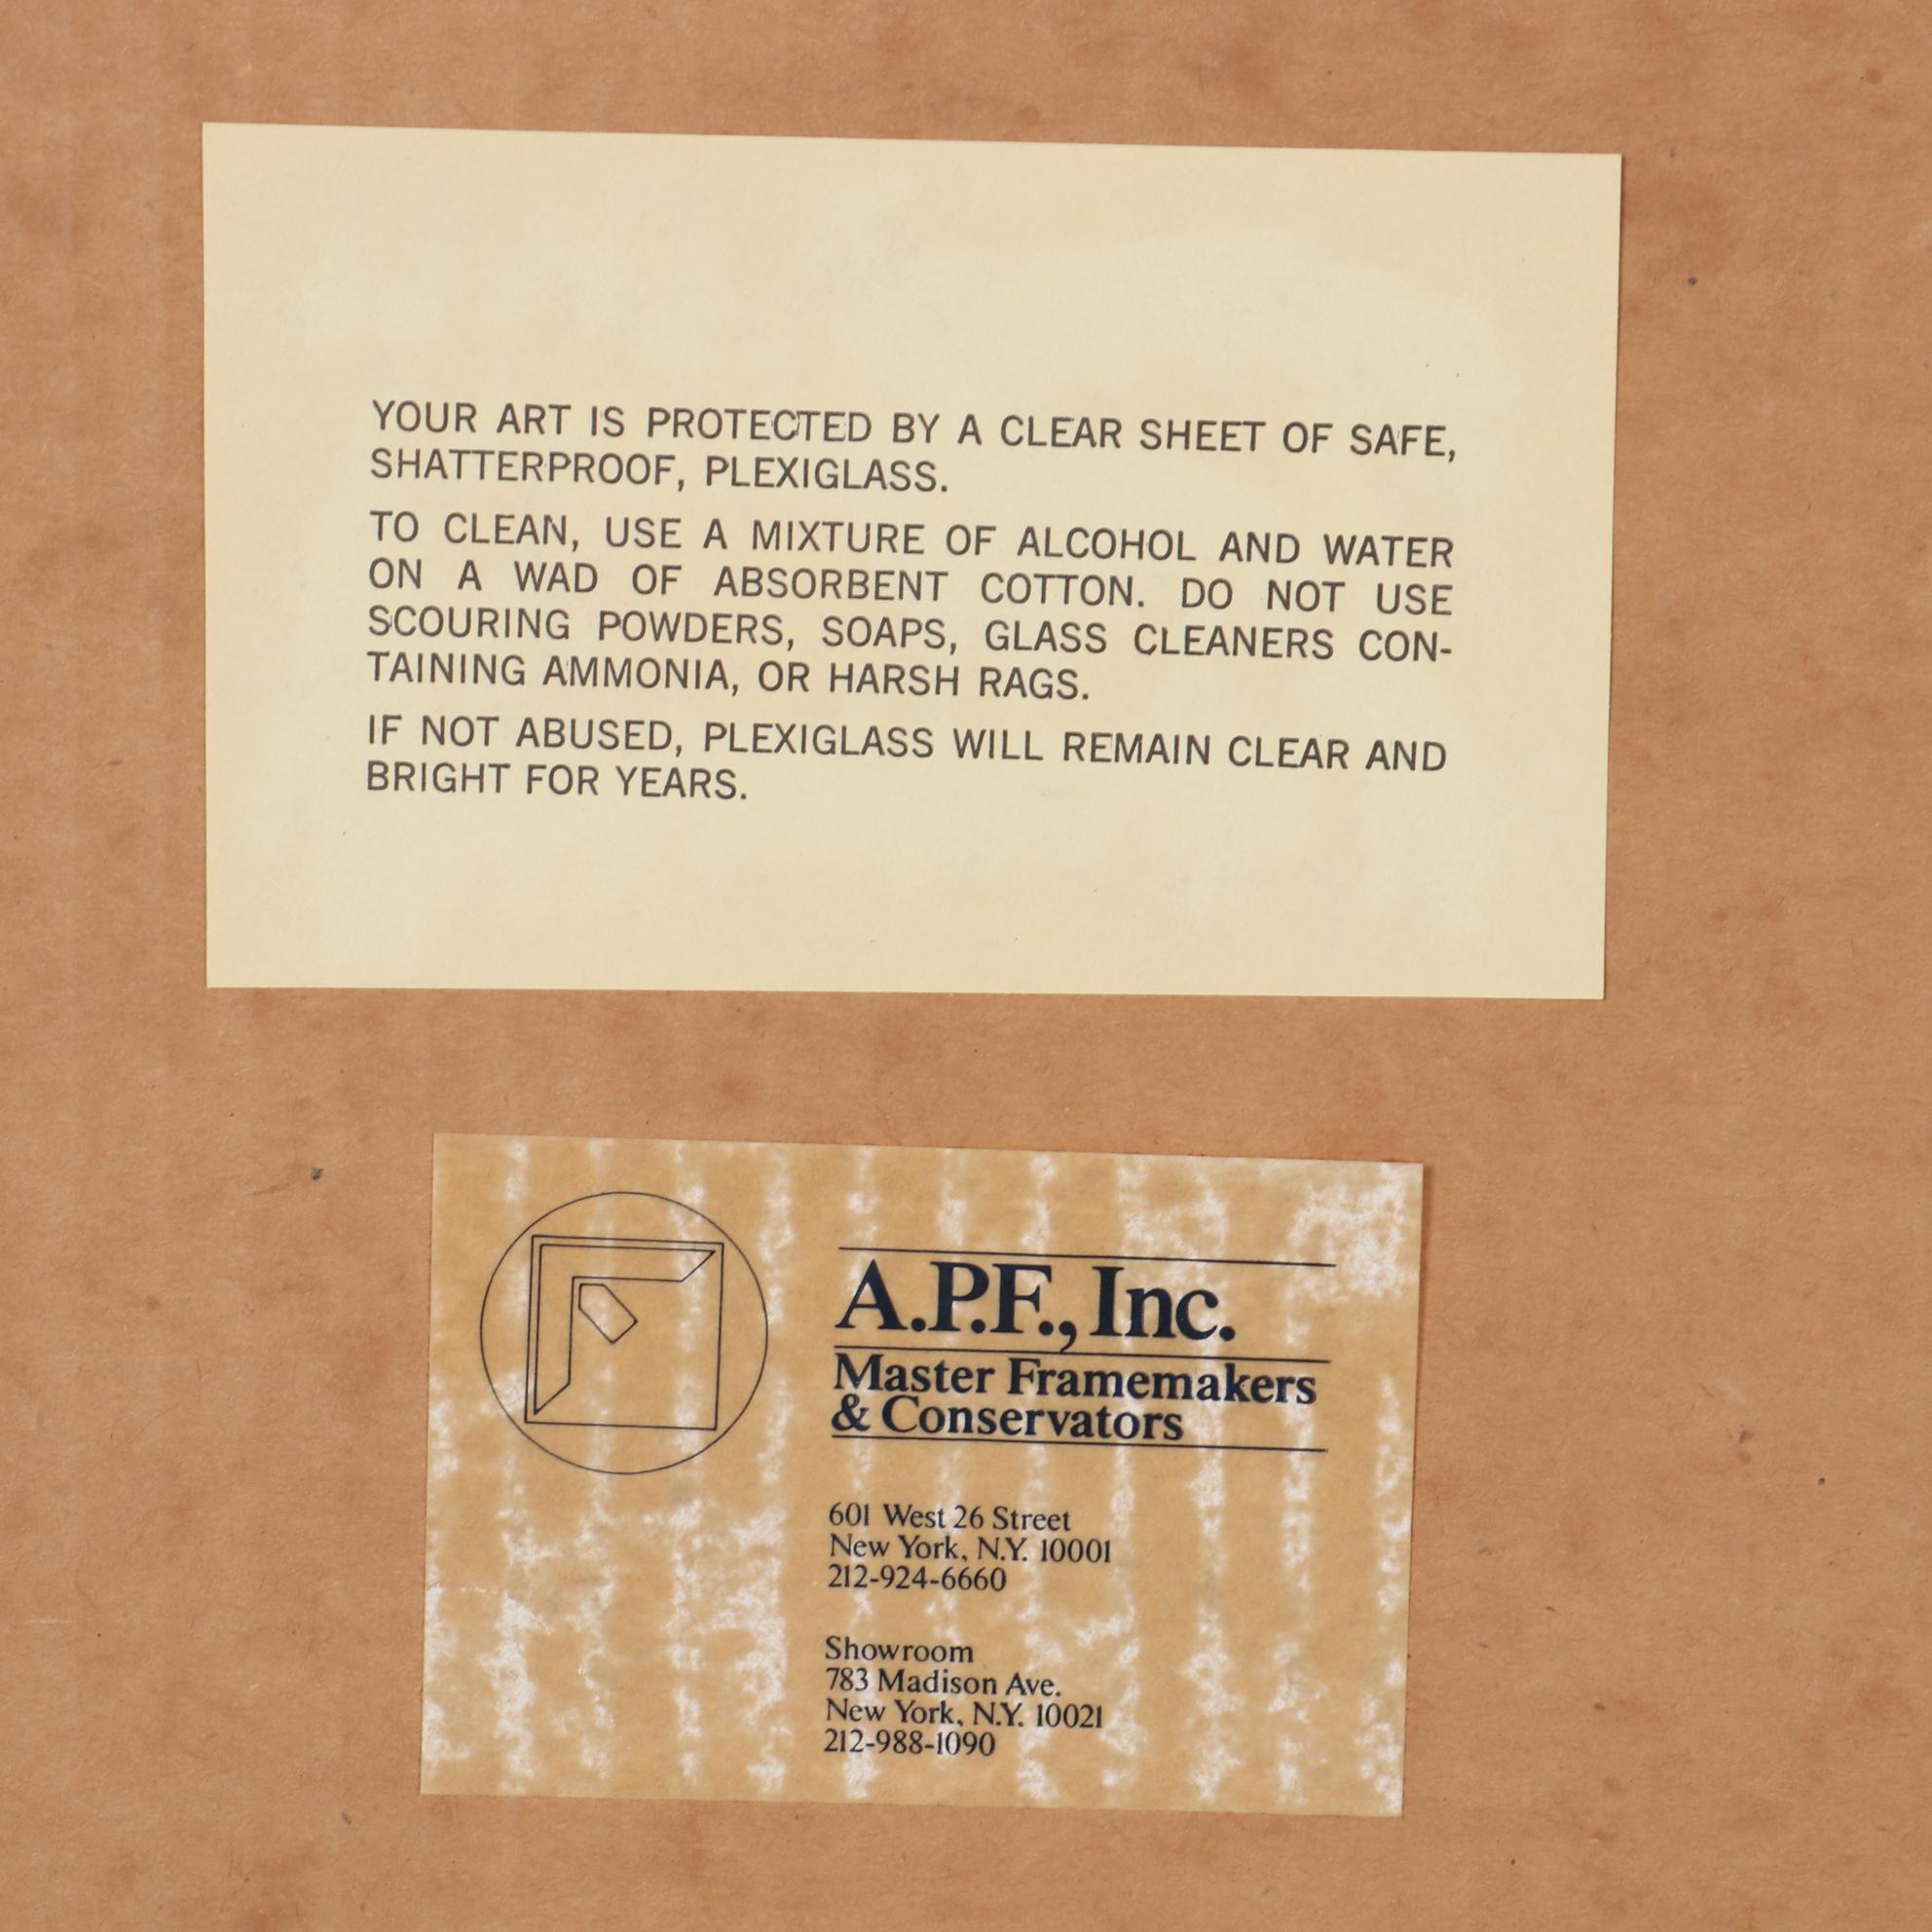 YOUR ART IS PROTECTED BY A CLEAR SHEET OF SAFE,
SHATTERPROOF, PLEXIGLASS.
TO CLEAN, USE A MIXTURE OF ALCOHOL AND WATER
ON A WAD OF ABSORBENT COTTON. DO NOT USE
SCOURING POWDERS, SOAPS, GLASS CLEANERS CON-
TAINING AMMONIA, OR HARSH RAGS.
IF NOT ABUSED, PLEXIGLASS WILL REMAIN CLEAR AND
BRIGHT FOR YEARS.
A.P.F., Inc.
Master Framemakers
& Conservators
601 West 26 Street
New York, N.Y. 10001
212-924-6660
Showroom
783 Madison Ave.
New York, N.Y. 10021
212-988-1090